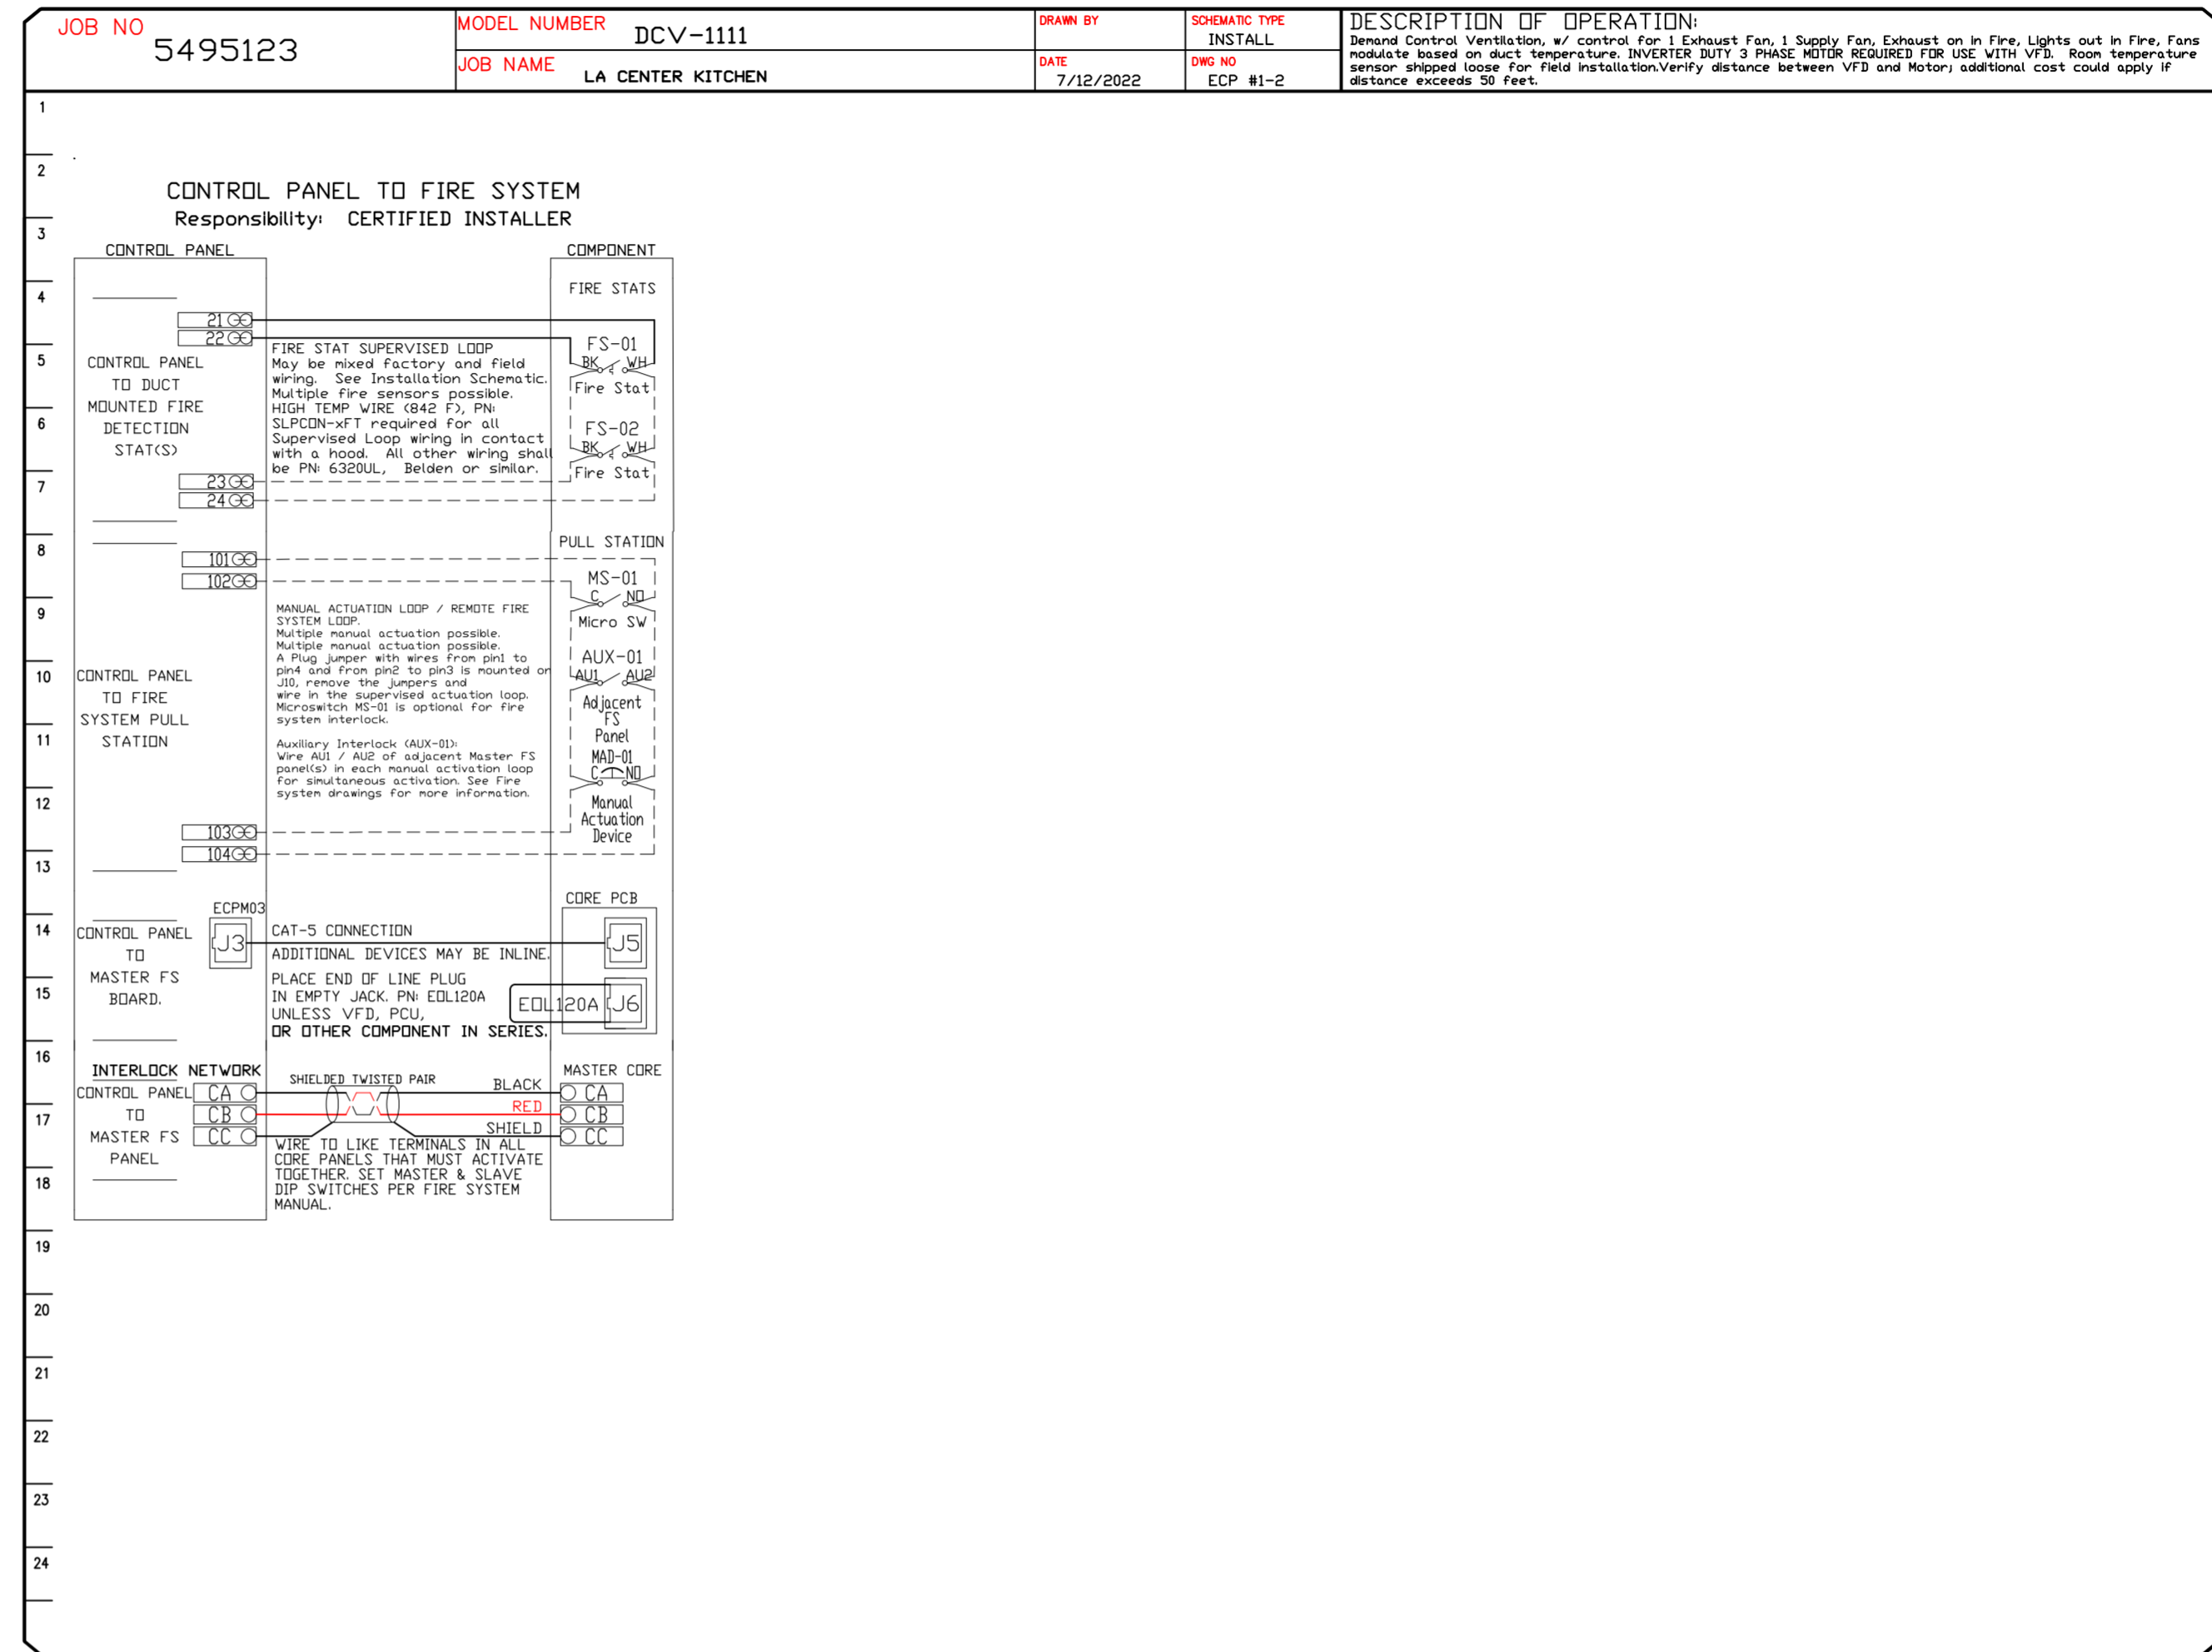 JOB NO
5495123
MODEL NUMBER
DCV-1111
JOB NAME
LA CENTER KITCHEN
DRAWN BY
DATE
7/12/2022
SCHEMATIC TYPE
INSTALL
DWG NO
ECP #1-2
DESCRIPTION OF OPERATION:
Demand Control Ventilation, w/ control for 1 Exhaust Fan, 1 Supply Fan, Exhaust on in Fire, Lights out in Fire, Fans
modulate based on duct temperature. INVERTER DUTY 3 PHASE MOTOR REQUIRED FOR USE WITH VFD. Room temperature
sensor shipped loose for field installation.Verify distance between VFD and Motor; additional cost could apply if
distance exceeds 50 feet.
1
2
3
4
5
6
7
8
9
10
11
12
13
14
15
16
17
18
19
20
21
22
23
24
CONTROL PANEL TO FIRE SYSTEM
Responsibility: CERTIFIED INSTALLER
CONTROL PANEL
COMPONENT
FIRE STATS
21
22
CONTROL PANEL
TO DUCT
MOUNTED FIRE
DETECTION
STAT(S)
23
24
FIRE STAT SUPERVISED LOOP
May be mixed factory and field
wiring. See Installation Schematic.
Multiple fire sensors possible.
HIGH TEMP WIRE (842 F), PN:
SLPCON-xFT required for all
Supervised Loop wiring in contact
with a hood. All other wiring shall
be PN: 6320UL, Belden or similar.
FS-01
BK WH
Fire Stat
FS-02
BK WH
Fire Stat
PULL STATION
101
102
CONTROL PANEL
TO FIRE
SYSTEM PULL
STATION
103
104
MANUAL ACTUATION LOOP / REMOTE FIRE
SYSTEM LOOP.
Multiple manual actuation possible.
Multiple manual actuation possible.
A Plug jumper with wires from pin1 to
pin4 and from pin2 to pin3 is mounted on
J10, remove the jumpers and
wire in the supervised actuation loop.
Microswitch MS-01 is optional for fire
system interlock.
Auxiliary Interlock (AUX-01):
Wire AU1 / AU2 of adjacent Master FS
panel(s) in each manual activation loop
for simultaneous activation. See Fire
system drawings for more information.
MS-01
C NO
Micro SW
AUX-01
AU1 AU2
Adjacent
FS
Panel
MAD-01
C NO
Manual
Actuation
Device
ECPM03
CORE PCB
CONTROL PANEL
TO
MASTER FS
BOARD.
J3
CAT-5 CONNECTION
ADDITIONAL DEVICES MAY BE INLINE.
PLACE END OF LINE PLUG
IN EMPTY JACK. PN: EOL120A
UNLESS VFD, PCU,
OR OTHER COMPONENT IN SERIES.
J5
EOL120A J6
INTERLOCK NETWORK
CONTROL PANEL
TO
MASTER FS
PANEL
CA
CB
CC
SHIELDED TWISTED PAIR
BLACK
RED
SHIELD
WIRE TO LIKE TERMINALS IN ALL
CORE PANELS THAT MUST ACTIVATE
TOGETHER. SET MASTER & SLAVE
DIP SWITCHES PER FIRE SYSTEM
MANUAL.
MASTER CORE
CA
CB
CC